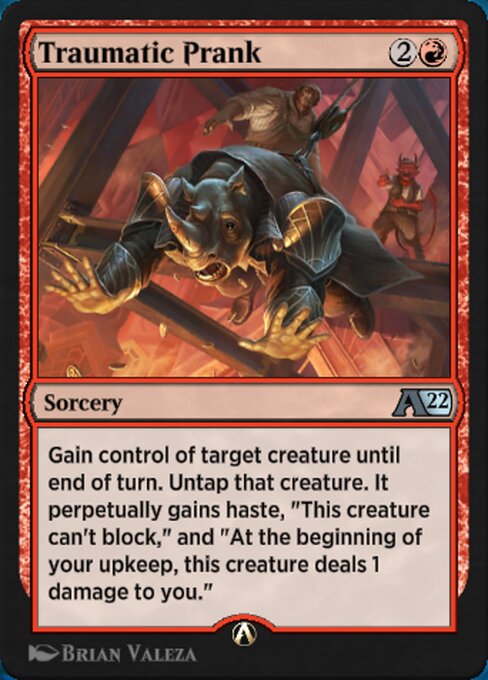 Traumatic Prank 2
Sorcery A22
Gain control of target creature until
end of turn. Untap that creature. It
perpetually gains haste, "This creature
can't block," and "At the beginning of
your upkeep, this creature deals 1
damage to you."
Brian Valeza